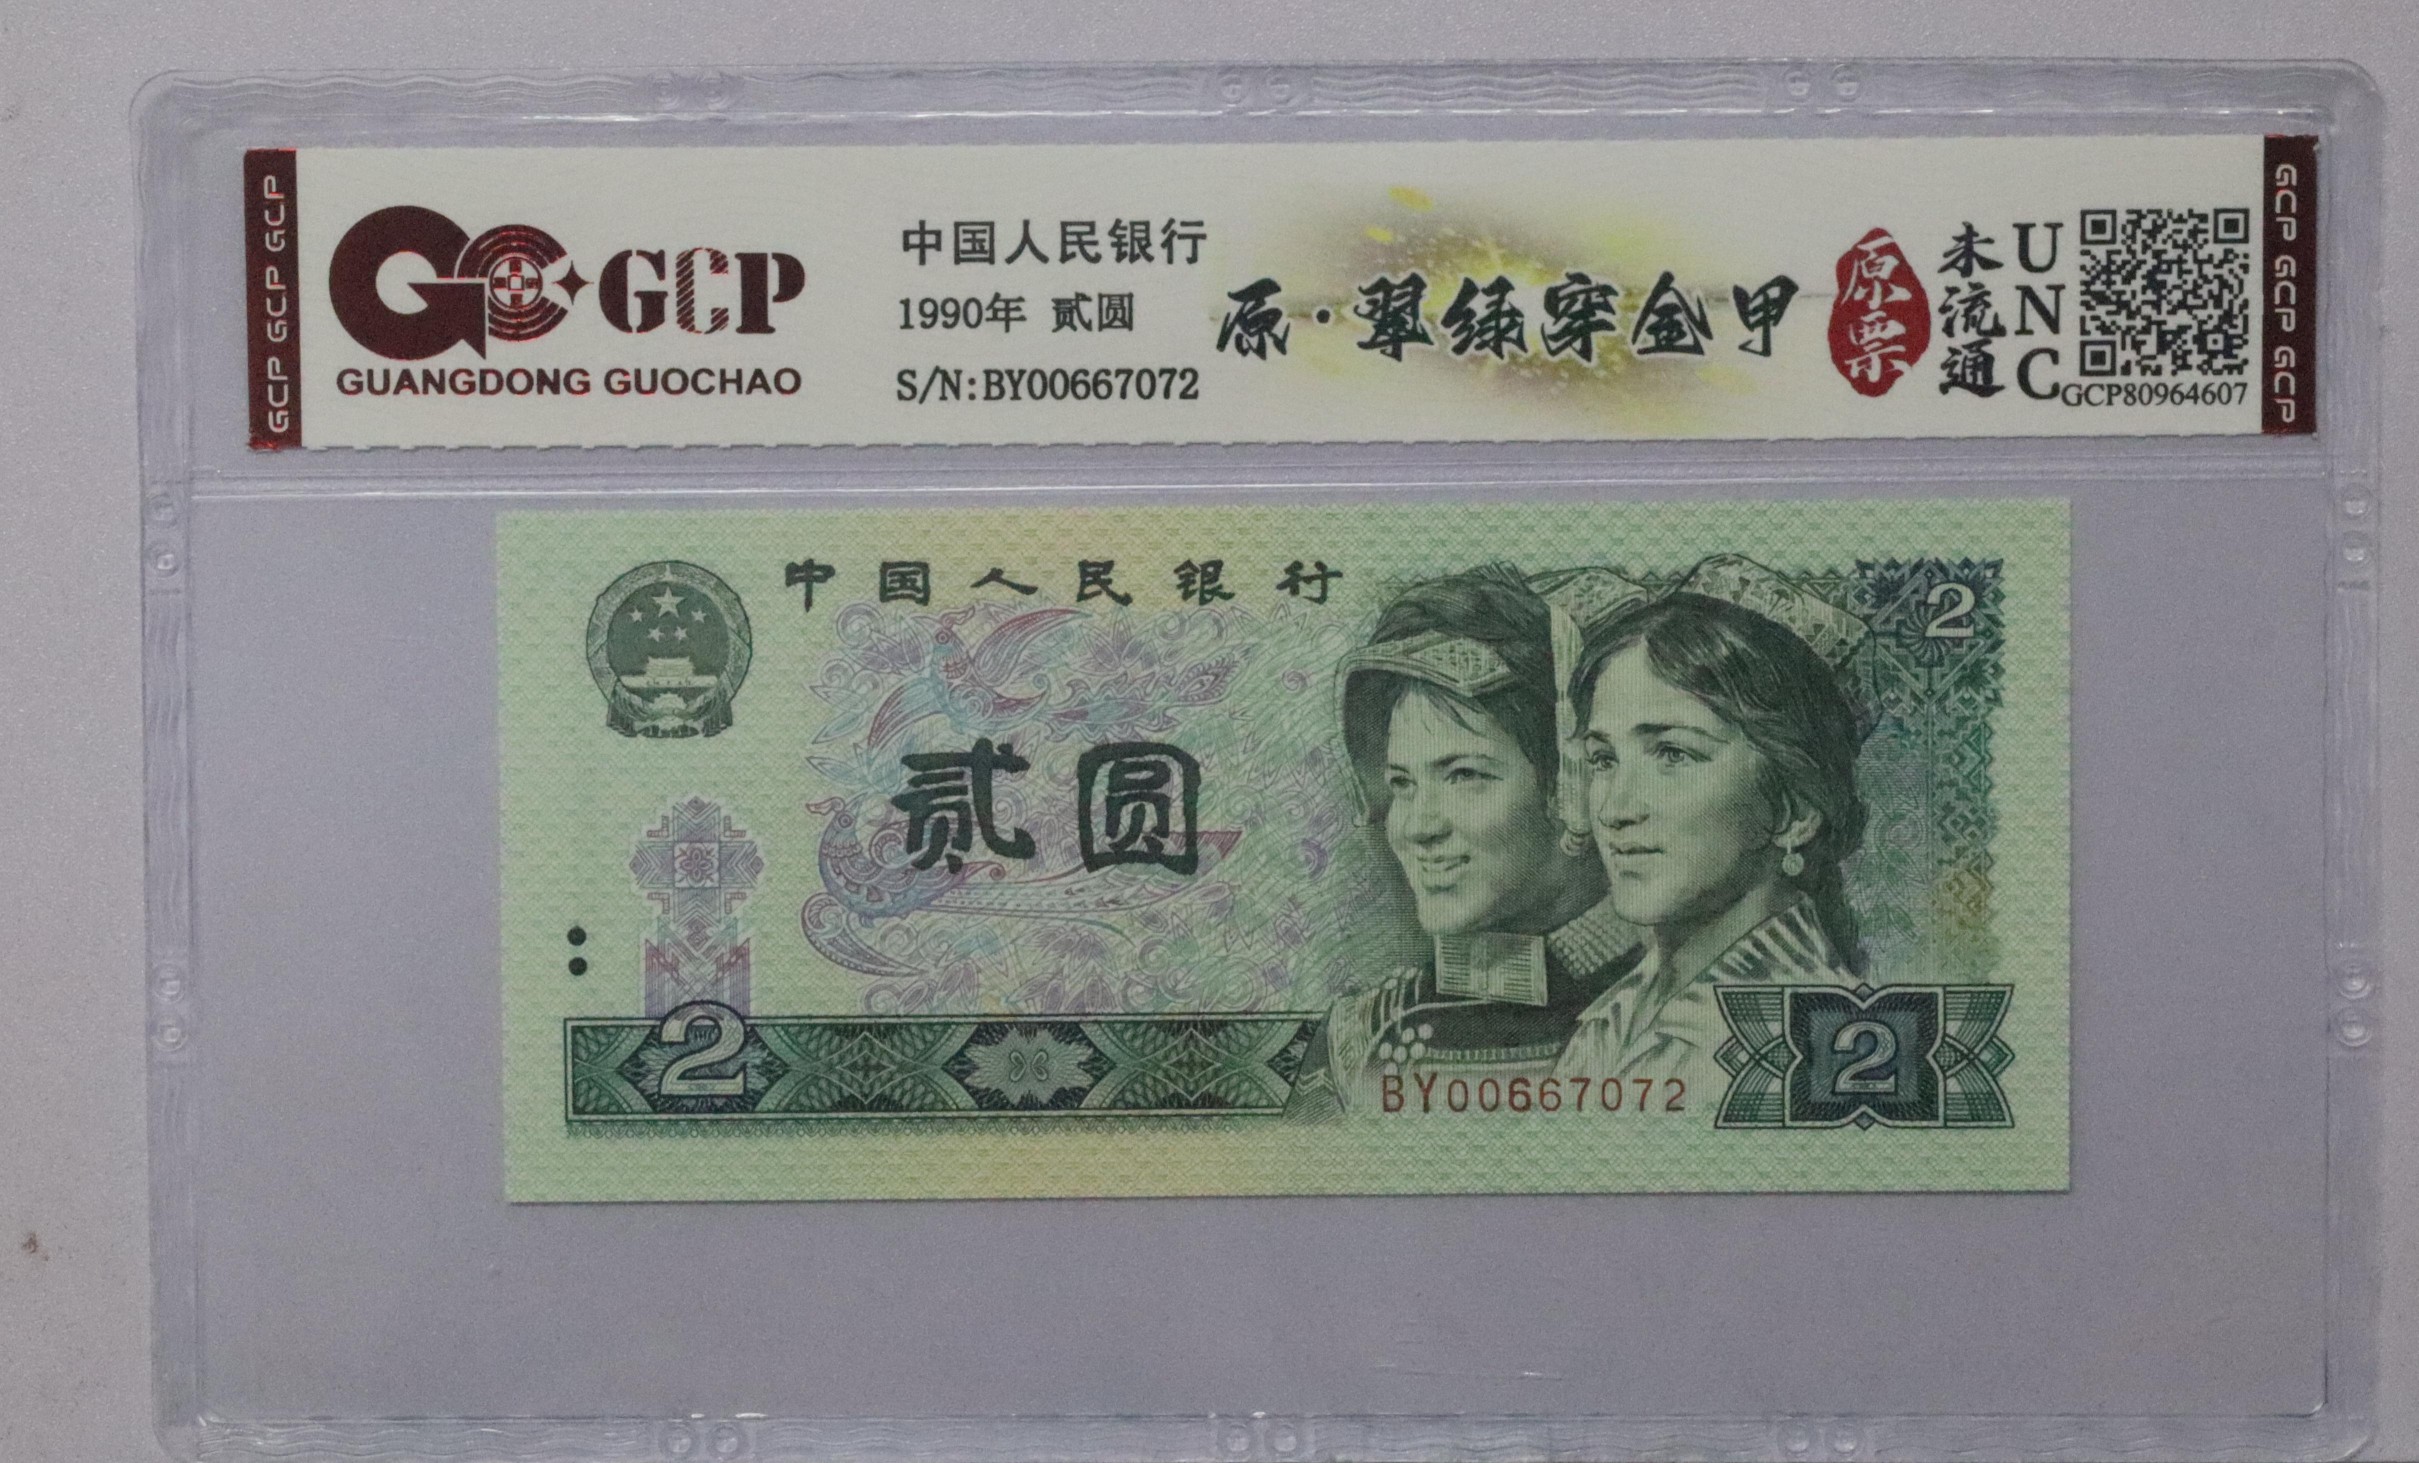 GCP GCP GCP
GCP
GUANGDONG GUOCHAO
中国人民银行
1990年 贰圆
S/N:BY00667072
原·翠绿穿金甲
原票
未流通
UNC
GCP80964607
GCP GCP GCP
中国人民银行
2
贰圆
2
2
BY00667072